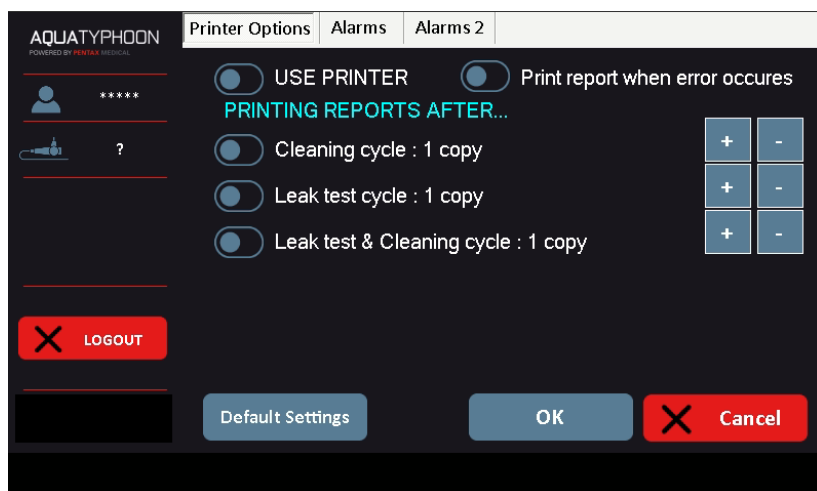 AQUATYPHOON
POWERED BY PENTAX MEDICAL
*****
?
LOGOUT
Printer Options Alarms Alarms 2
USE PRINTER Print report when error occures
PRINTING REPORTS AFTER...
Cleaning cycle : 1 copy + -
Leak test cycle : 1 copy + -
Leak test & Cleaning cycle : 1 copy + -
Default Settings OK Cancel